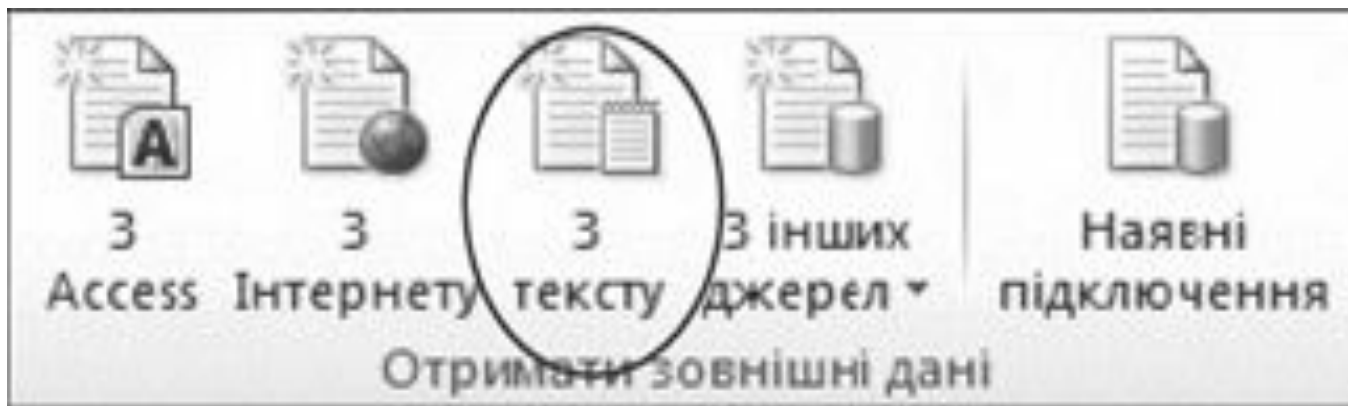 З Access
З Інтернету
З тексту
З інших джерел
Наявні підключення
Отримати зовнішні дані